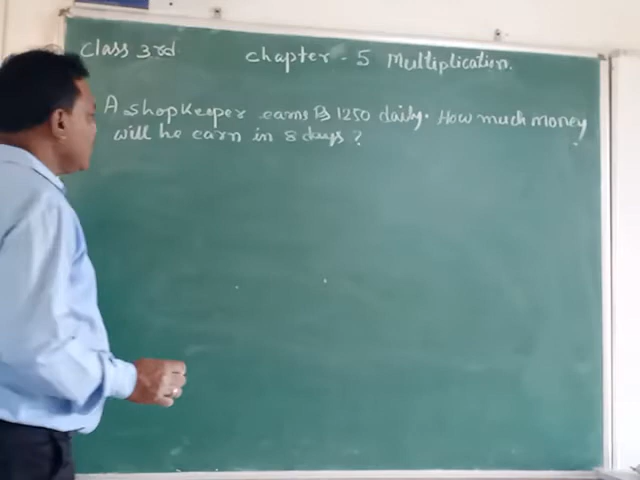 Class 3rd
Chapter - 5 Multiplication.
A shopkeeper earns Rs 1250 daily. How much money
will he earn in 8 days ?